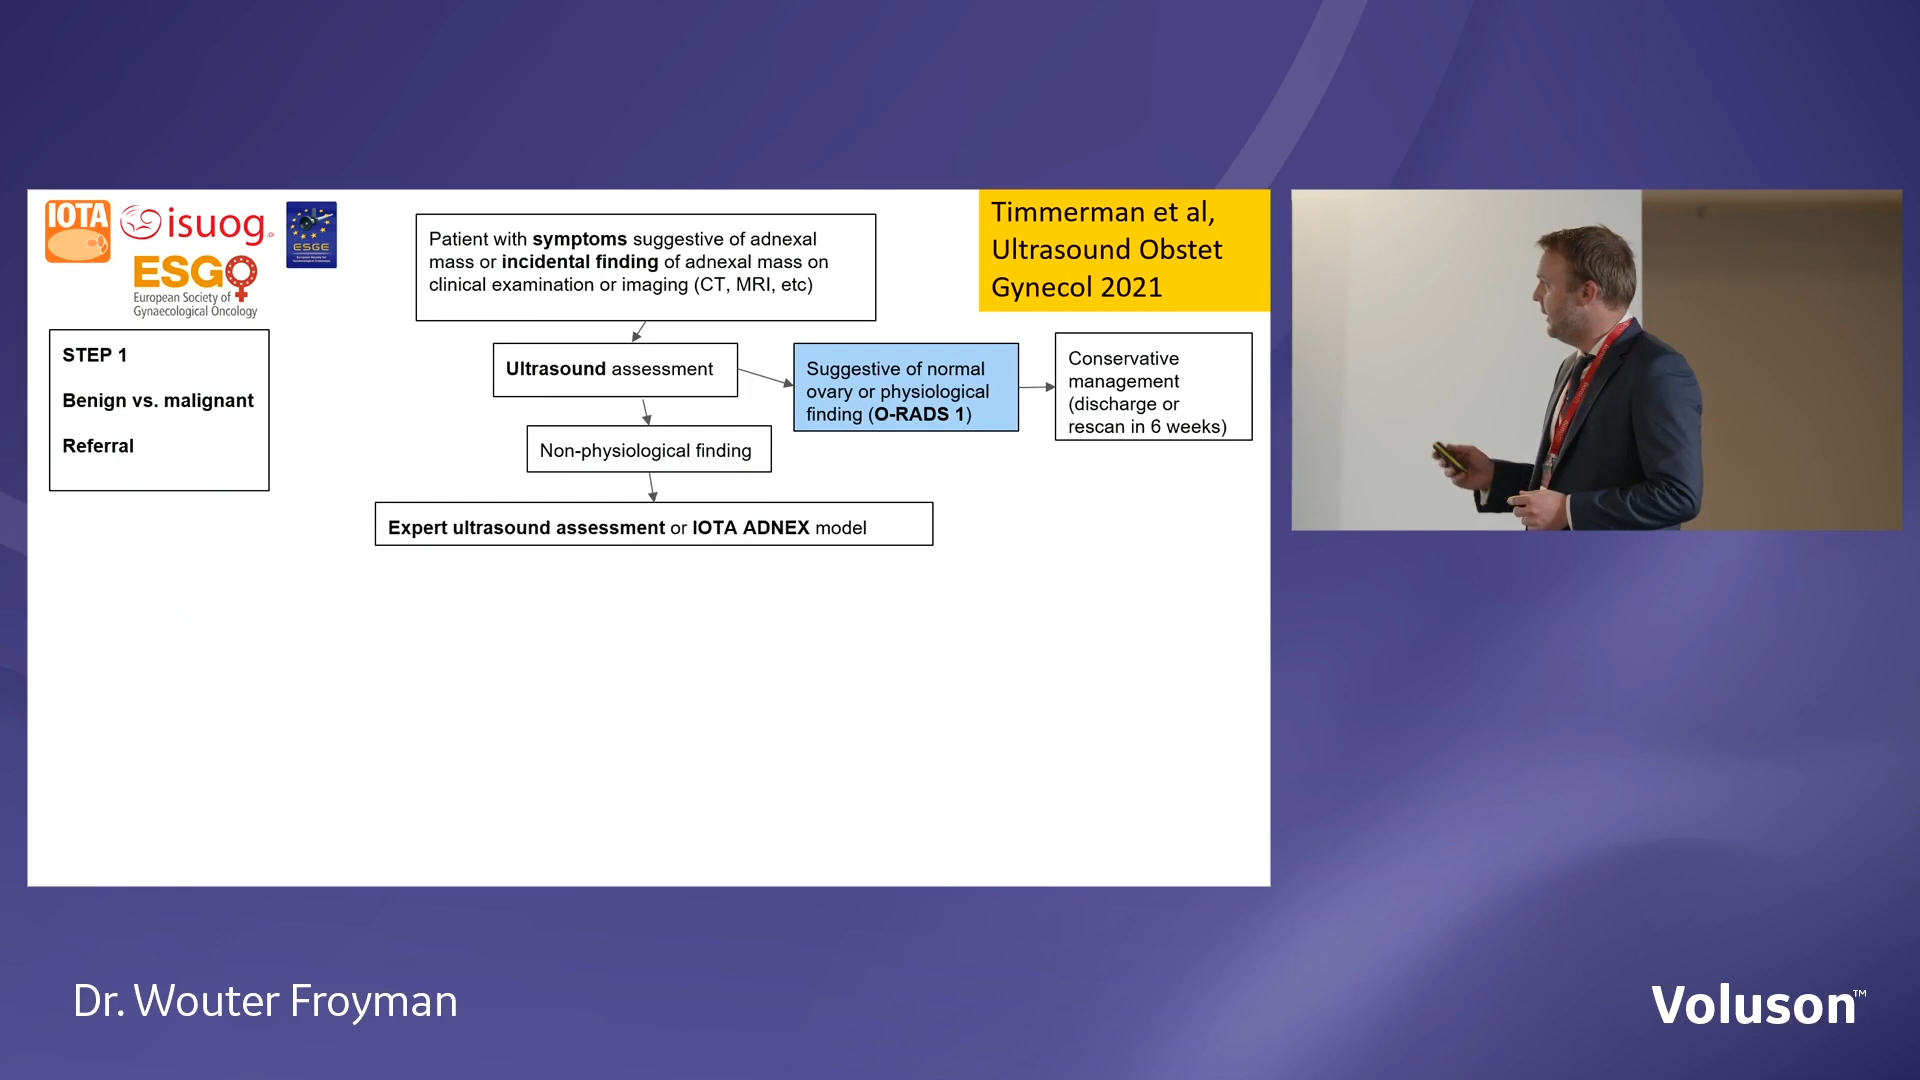 IOTA
isuog.
ESGE
ESGO
European Society of
Gynaecological Oncology
Timmerman et al,
Ultrasound Obstet
Gynecol 2021
Patient with symptoms suggestive of adnexal
mass or incidental finding of adnexal mass on
clinical examination or imaging (CT, MRI, etc)
STEP 1
Benign vs. malignant
Referral
Ultrasound assessment
Suggestive of normal
ovary or physiological
finding (O-RADS 1)
Conservative
management
(discharge or
rescan in 6 weeks)
Non-physiological finding
Expert ultrasound assessment or IOTA ADNEX model
Dr. Wouter Froyman
Voluson™